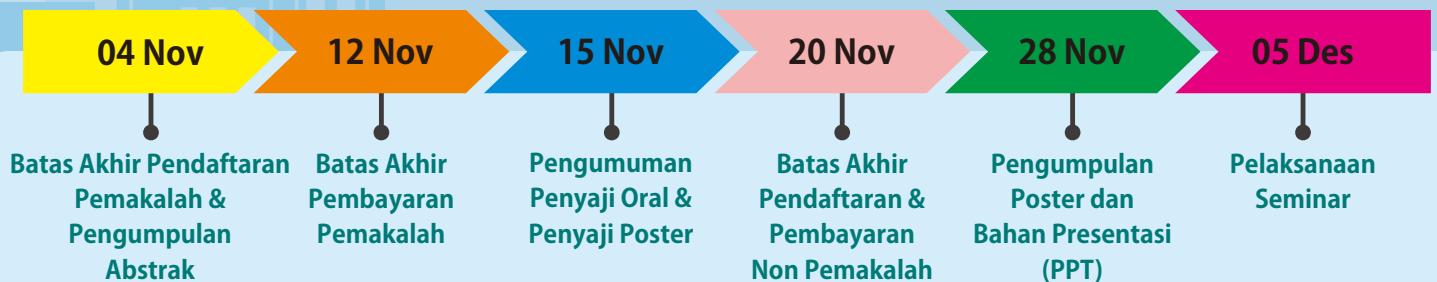 04 Nov
12 Nov
15 Nov
20 Nov
28 Nov
05 Des
Batas Akhir Pendaftaran
Pemakalah &
Pengumpulan
Abstrak
Batas Akhir
Pembayaran
Pemakalah
Pengumuman
Penyaji Oral &
Penyaji Poster
Batas Akhir
Pendaftaran &
Pembayaran
Non Pemakalah
Pengumpulan
Poster dan
Bahan Presentasi
(PPT)
Pelaksanaan
Seminar